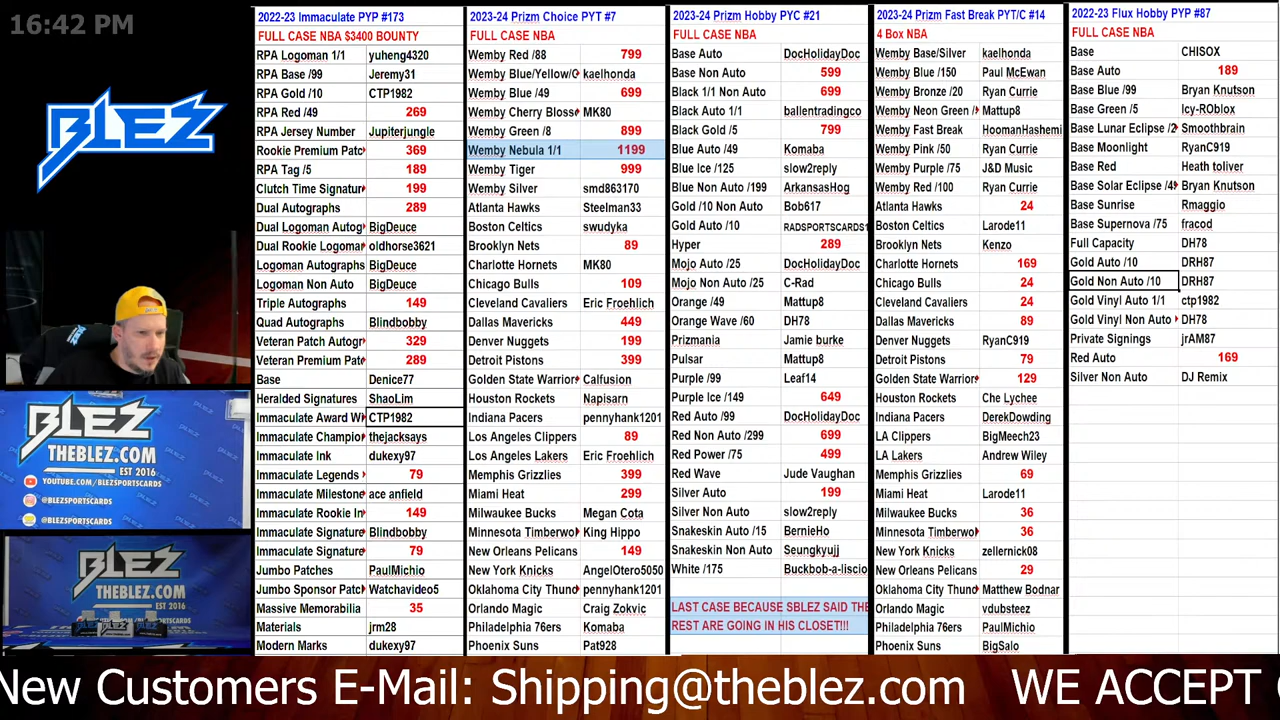 16:42 PM
BLEZ
BLEZ
THEBLEZ.COM
EST 2016
YOUTUBE.COM/BLEZSPORTSCARDS
@BLEZSPORTSCARDS
@BLEZSPORTSCARDS
BLEZ
THEBLEZ.COM
EST 2016
2022-23 Immaculate PYP #173
FULL CASE NBA $3400 BOUNTY
RPA Logoman 1/1 yuheng4320
RPA Base /99 Jeremy31
RPA Gold /10 CTP1982
RPA Red /49 269
RPA Jersey Number Jupiterjungle
Rookie Premium Patc 369
RPA Tag /5 189
Clutch Time Signatur 199
Dual Autographs 289
Dual Logoman Autog BigDeuce
Dual Rookie Logomar oldhorse3621
Logoman Autographs BigDeuce
Logoman Non Auto BigDeuce
Triple Autographs 149
Quad Autographs Blindbobby
Veteran Patch Autogr 329
Veteran Premium Pate 289
Base Denice77
Heralded Signatures ShaoLim
Immaculate Award Wi CTP1982
Immaculate Champio thejacksays
Immaculate Ink dukexy97
Immaculate Legends 79
Immaculate Milestone ace anfield
Immaculate Rookie In 149
Immaculate Signature Blindbobby
Immaculate Signature 79
Jumbo Patches PaulMichio
Jumbo Sponsor Patc Watchavideo5
Massive Memorabilia 35
Materials jrm28
Modern Marks dukexy97
2023-24 Prizm Choice PYT #7
FULL CASE NBA
Wemby Red /88 799
Wemby Blue/Yellow/ kaelhonda
Wemby Blue /49 699
Wemby Cherry Blosso MK80
Wemby Green /8 899
Wemby Nebula 1/1 1199
Wemby Tiger 999
Wemby Silver smd863170
Atlanta Hawks Steelman33
Boston Celtics swudyka
Brooklyn Nets 89
Charlotte Hornets MK80
Chicago Bulls 109
Cleveland Cavaliers Eric Froehlich
Dallas Mavericks 449
Denver Nuggets 199
Detroit Pistons 399
Golden State Warrior Calfusion
Houston Rockets Napisarn
Indiana Pacers pennyhank1201
Los Angeles Clippers 89
Los Angeles Lakers Eric Froehlich
Memphis Grizzlies 399
Miami Heat 299
Milwaukee Bucks Megan Cota
Minnesota Timberwo King Hippo
New Orleans Pelicans 149
New York Knicks AngelOtero5050
Oklahoma City Thund pennyhank1201
Orlando Magic Craig Zokvic
Philadelphia 76ers Komaba
Phoenix Suns Pat928
2023-24 Prizm Hobby PYC #21
FULL CASE NBA
Base Auto DocHolidayDoc
Base Non Auto 599
Black 1/1 Non Auto 699
Black Auto 1/1 ballentradingco
Black Gold /5 799
Blue Auto /49 Komaba
Blue Ice /125 slow2reply
Blue Non Auto /199 ArkansasHog
Gold /10 Non Auto Bob617
Gold Auto /10 RADSPORTSCARDS1
Hyper 289
Mojo Auto /25 DocHolidayDoc
Mojo Non Auto /25 C-Rad
Orange /49 Mattup8
Orange Wave /60 DH78
Prizmania Jamie burke
Pulsar Mattup8
Purple /99 Leaf14
Purple Ice /149 649
Red Auto /99 DocHolidayDoc
Red Non Auto /299 699
Red Power /75 499
Red Wave Jude Vaughan
Silver Auto 199
Silver Non Auto slow2reply
Snakeskin Auto /15 BernieHo
Snakeskin Non Auto Seungkyujj
White /175 Buckbob-a-liscio
LAST CASE BECAUSE SBLEZ SAID THE
REST ARE GOING IN HIS CLOSET!!!
2023-24 Prizm Fast Break PYT/C #14
4 Box NBA
Wemby Base/Silver kaelhonda
Wemby Blue /150 Paul McEwan
Wemby Bronze /20 Ryan Currie
Wemby Neon Green / Mattup8
Wemby Fast Break HoomanHashemi
Wemby Pink /50 Ryan Currie
Wemby Purple /75 J&D Music
Wemby Red /100 Ryan Currie
Atlanta Hawks 24
Boston Celtics Larode11
Brooklyn Nets Kenzo
Charlotte Hornets 169
Chicago Bulls 24
Cleveland Cavaliers 24
Dallas Mavericks 89
Denver Nuggets RyanC919
Detroit Pistons 79
Golden State Warrior 129
Houston Rockets Che Lychee
Indiana Pacers DerekDowding
LA Clippers BigMeech23
LA Lakers Andrew Wiley
Memphis Grizzlies 69
Miami Heat Larode11
Milwaukee Bucks 36
Minnesota Timberwo 36
New York Knicks zellernick08
New Orleans Pelicans 29
Oklahoma City Thund Matthew Bodnar
Orlando Magic vdubsteez
Philadelphia 76ers PaulMichio
Phoenix Suns BigSalo
2022-23 Flux Hobby PYP #87
FULL CASE NBA
Base CHISOX
Base Auto 189
Base Blue /99 Bryan Knutson
Base Green /5 Icy-ROblox
Base Lunar Eclipse /2 Smoothbrain
Base Moonlight RyanC919
Base Red Heath toliver
Base Solar Eclipse /4 Bryan Knutson
Base Sunrise Rmaggio
Base Supernova /75 fracod
Full Capacity DH78
Gold Auto /10 DRH87
Gold Non Auto /10 DRH87
Gold Vinyl Auto 1/1 ctp1982
Gold Vinyl Non Auto DH78
Private Signings jrAM87
Red Auto 169
Silver Non Auto DJ Remix
New Customers E-Mail: Shipping@theblez.com WE ACCEPT